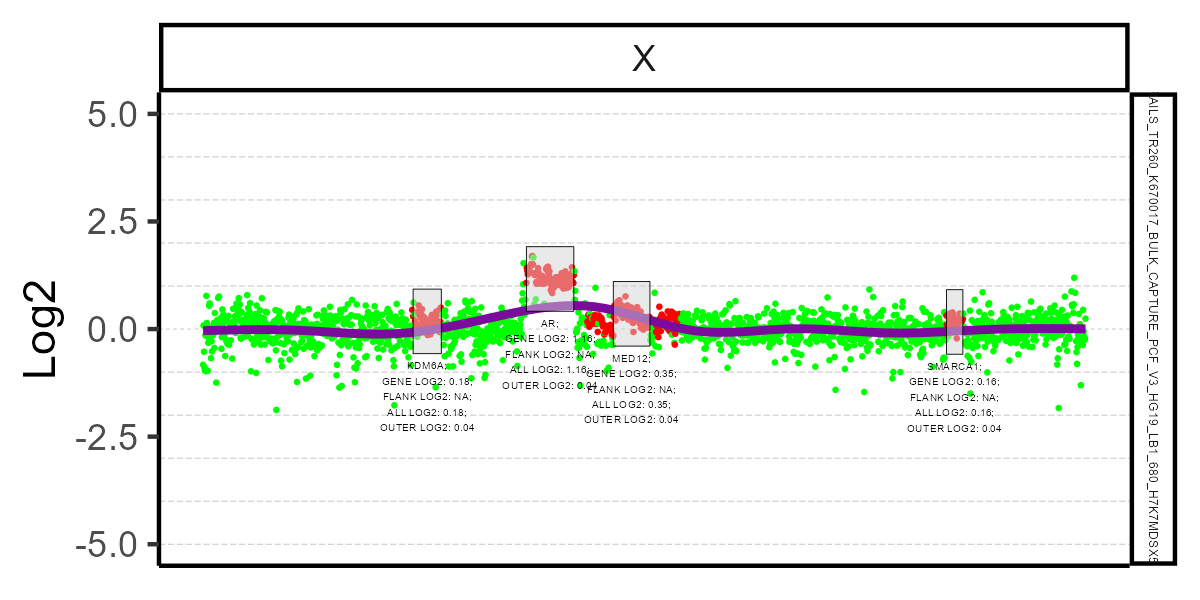 X
Log2
5.0
2.5
0.0
-2.5
-5.0
AR;
GENE LOG2: 1.16;
FLANK LOG2: NA;
ALL LOG2: 1.16;
OUTER LOG2: 0.04
MED12;
GENE LOG2: 0.35;
FLANK LOG2: NA;
ALL LOG2: 0.35;
OUTER LOG2: 0.04
KDM6A;
GENE LOG2: 0.18;
FLANK LOG2: NA;
ALL LOG2: 0.18;
OUTER LOG2: 0.04
SMARCA1;
GENE LOG2: 0.16;
FLANK LOG2: NA;
ALL LOG2: 0.16;
OUTER LOG2: 0.04
AILS_TR260_K670017_BULK_CAPTURE_PCF_V3_HG19_LB1_680_H7K7MDSX5